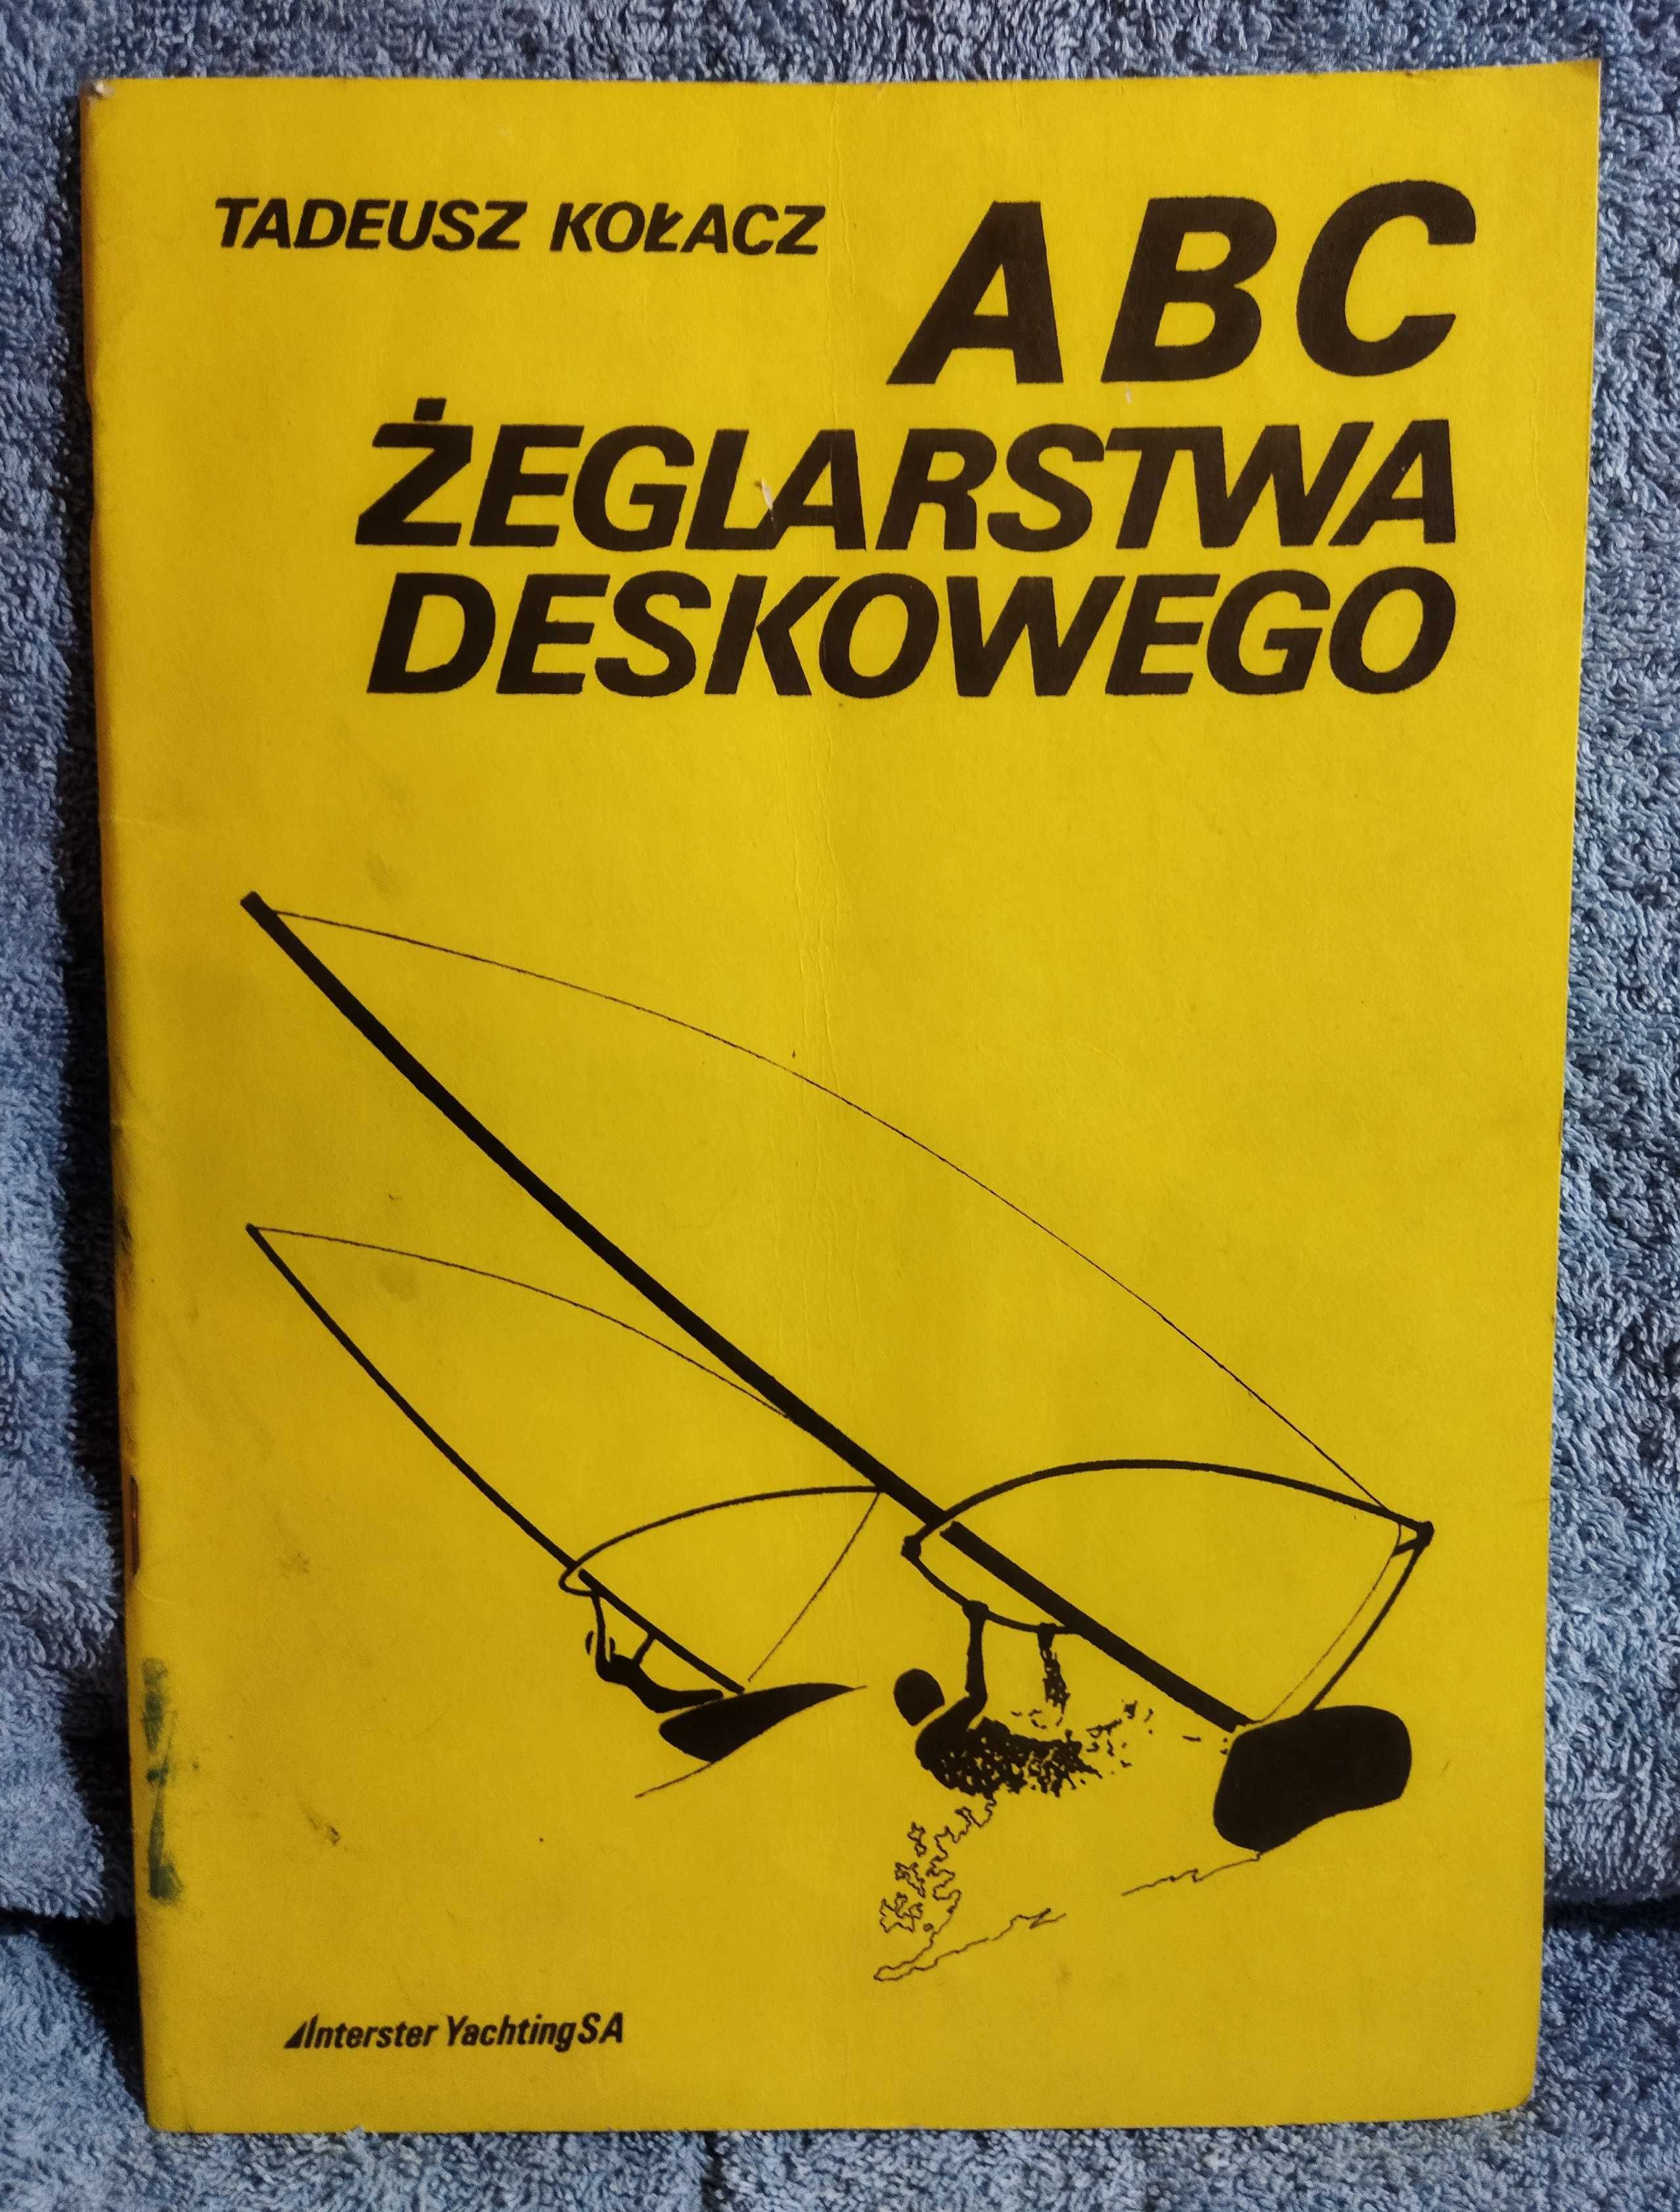 TADEUSZ KOŁACZ
ABC
ŻEGLARSTWA
DESKOWEGO
Interster Yachting SA